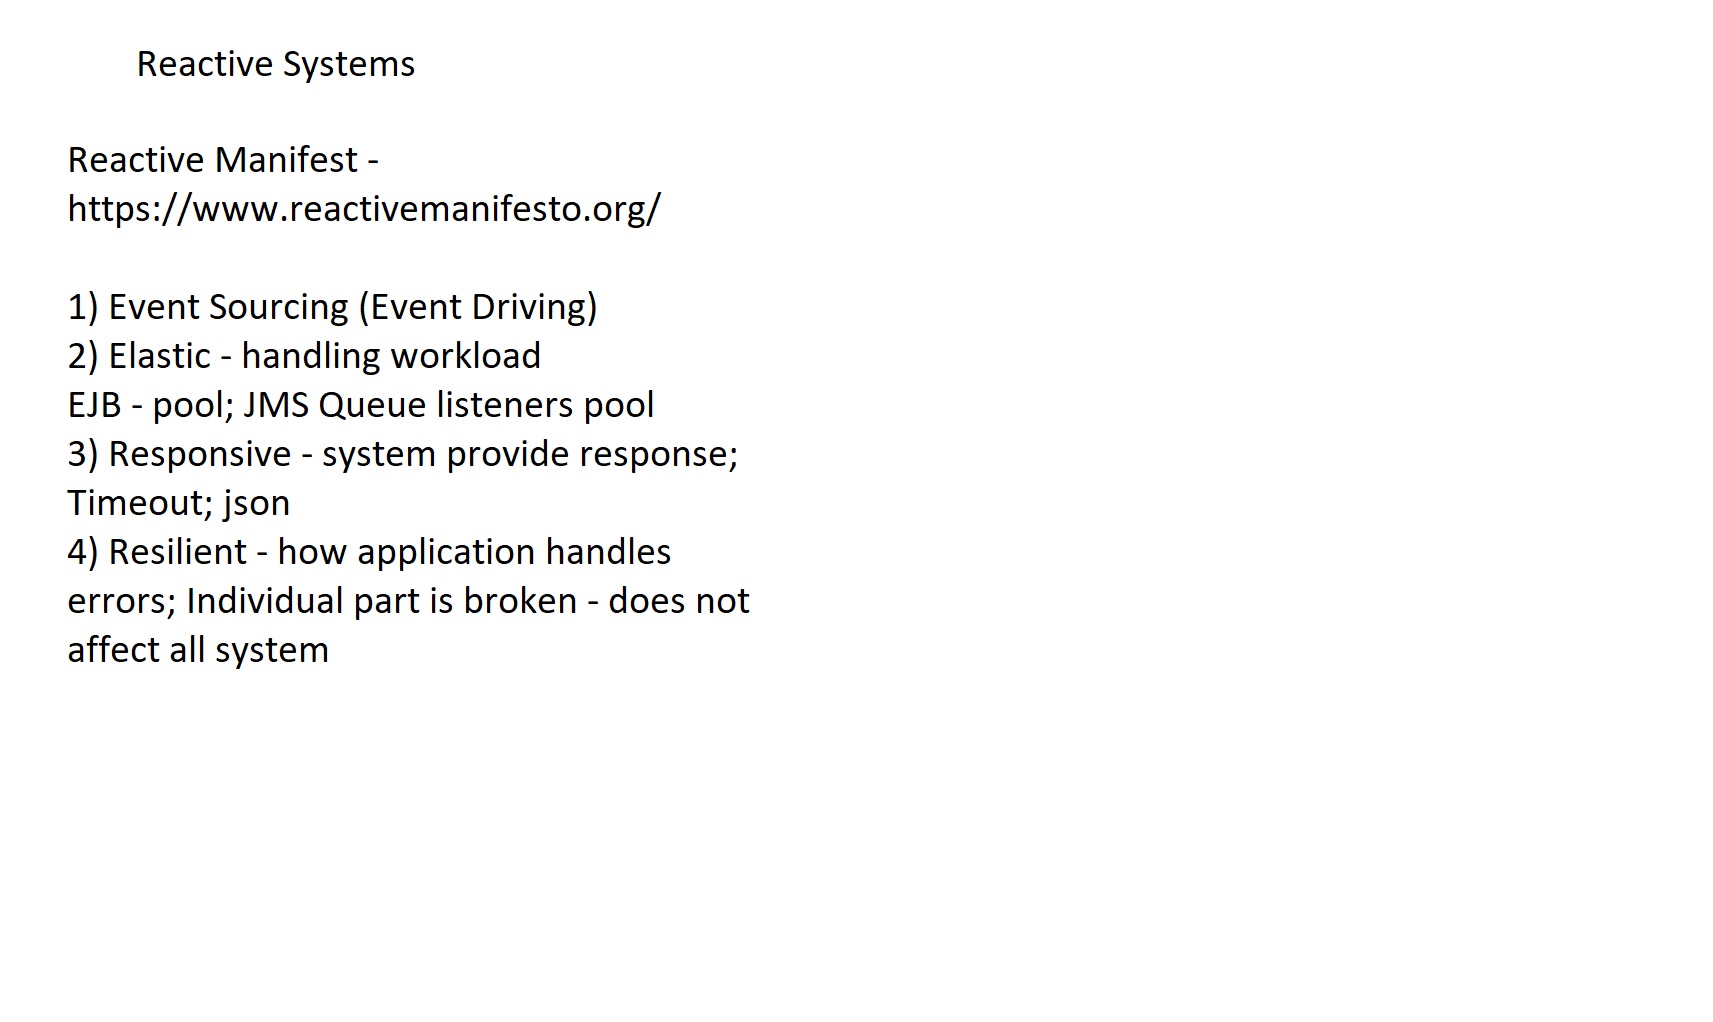 Reactive Systems
Reactive Manifest -
https://www.reactivemanifesto.org/
1) Event Sourcing (Event Driving)
2) Elastic - handling workload
EJB - pool; JMS Queue listeners pool
3) Responsive - system provide response;
Timeout; json
4) Resilient - how application handles
errors; Individual part is broken - does not
affect all system